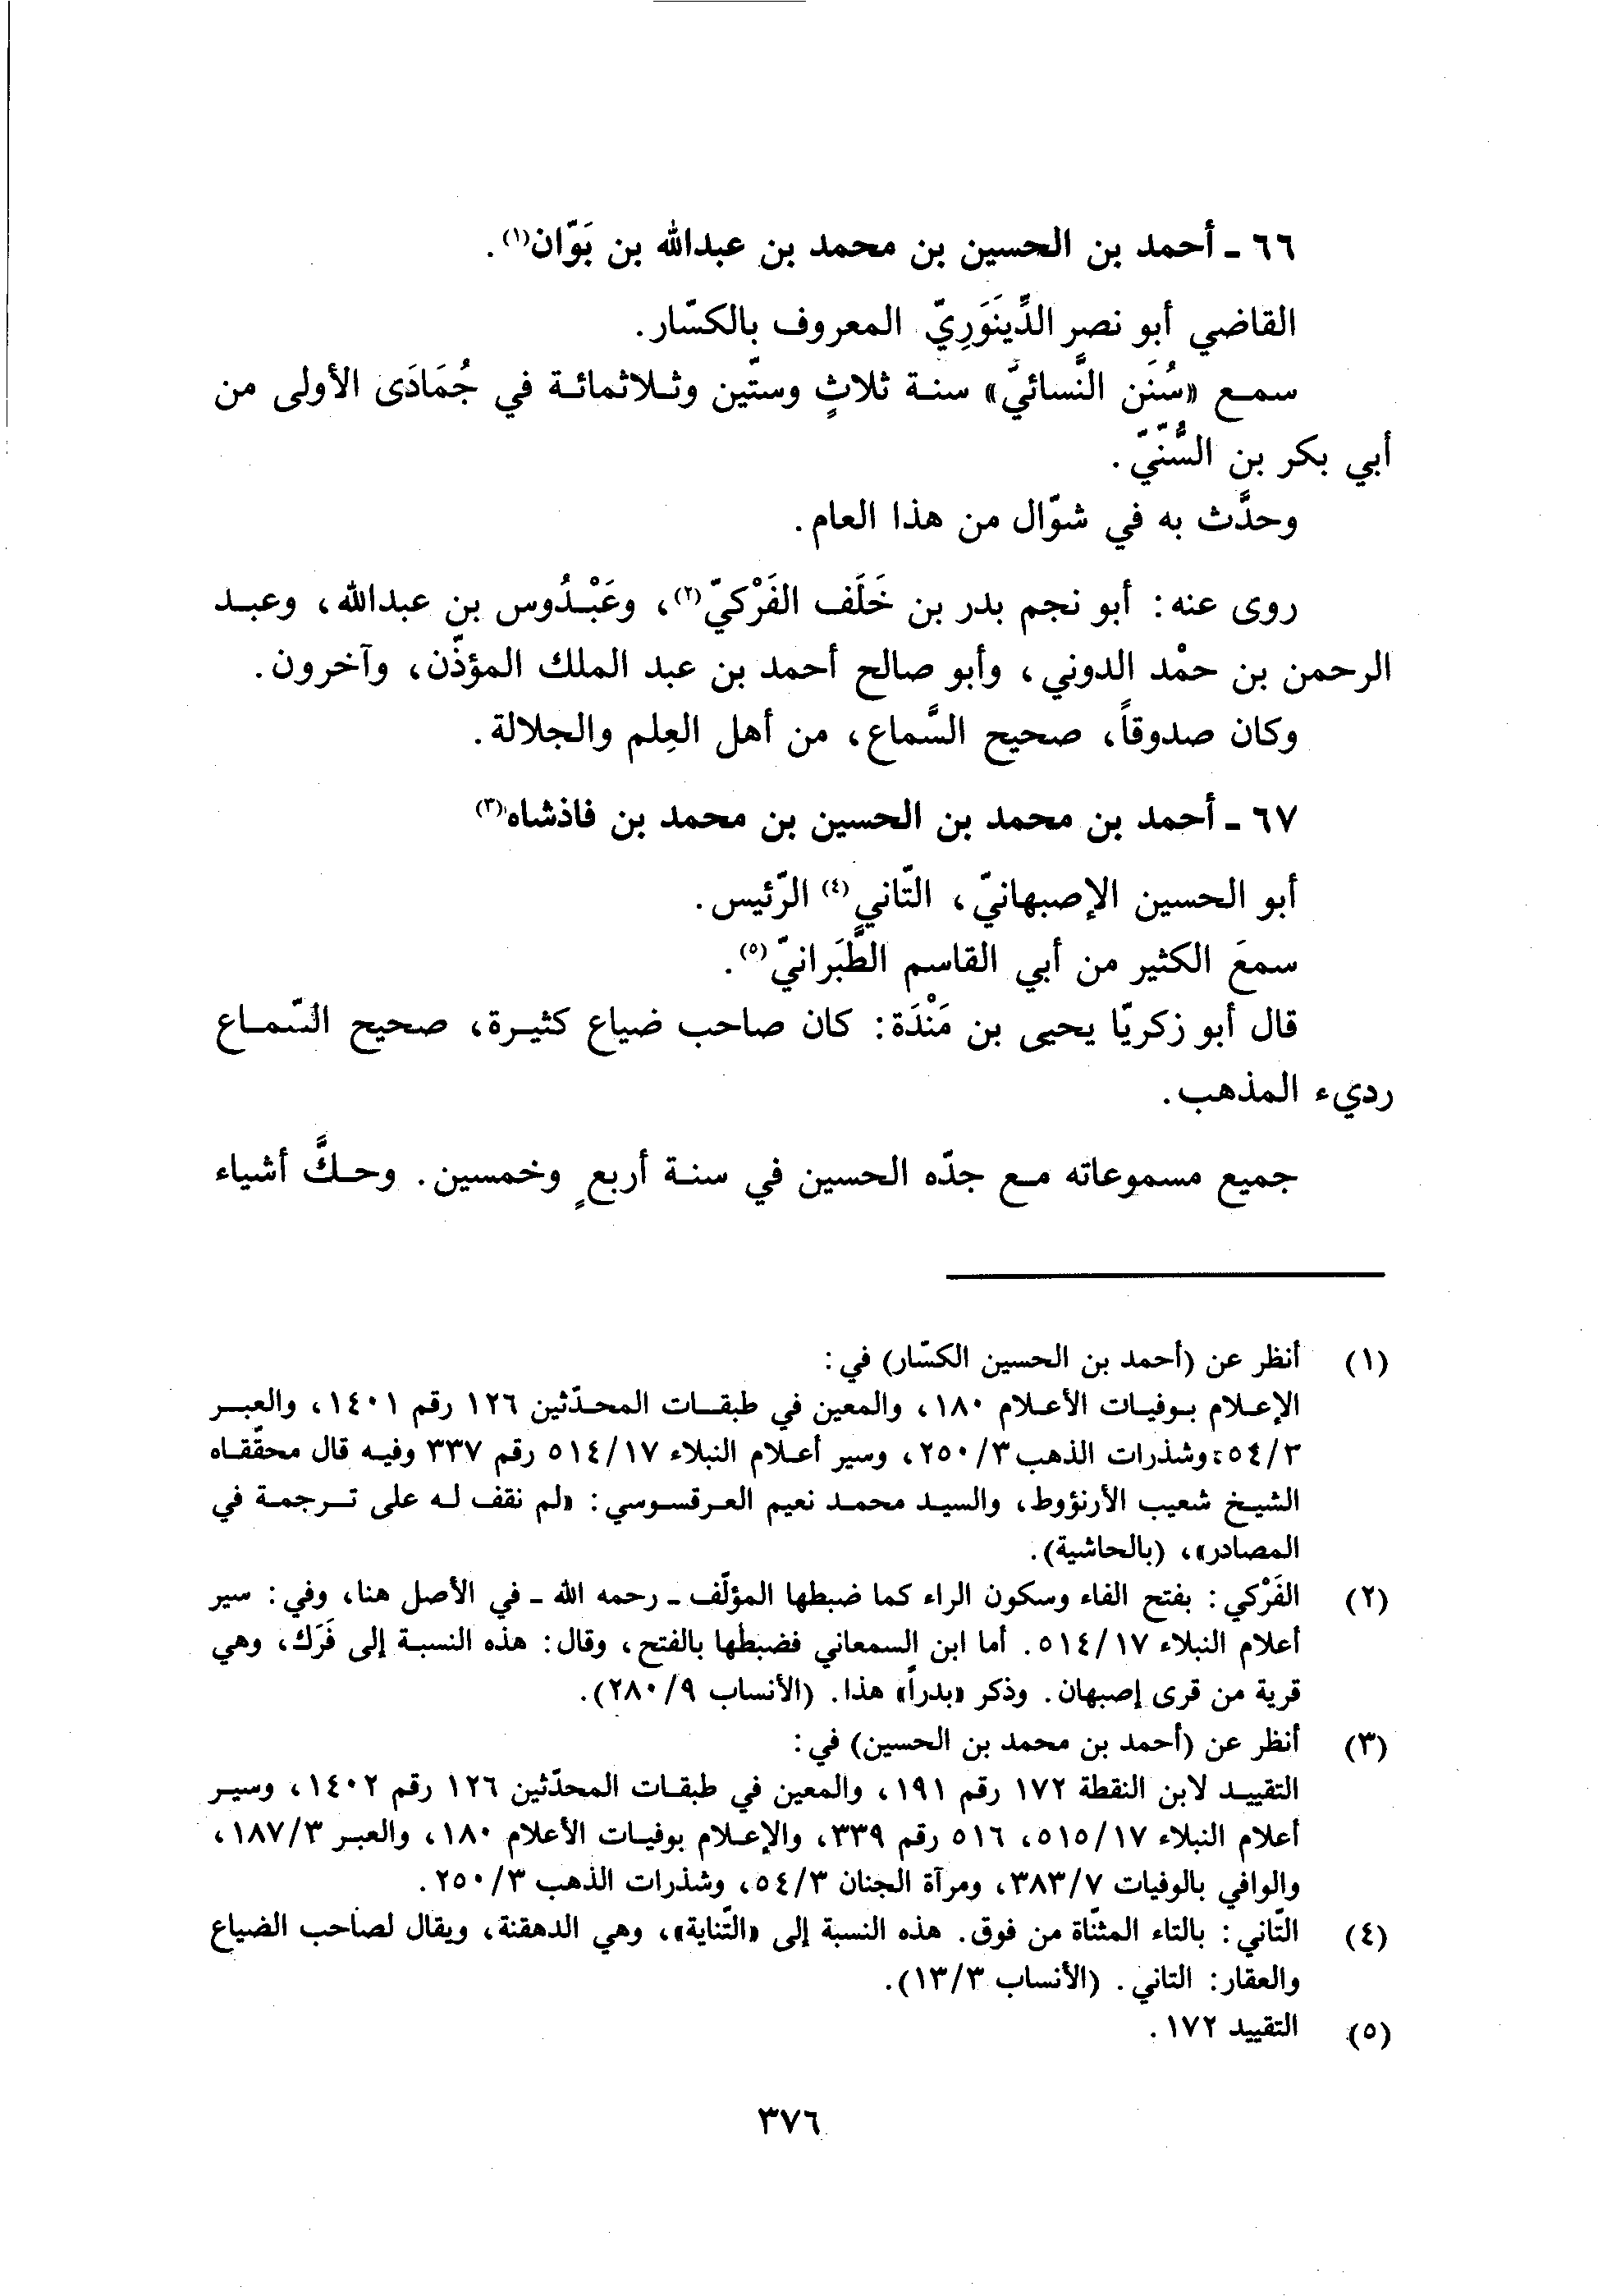 ٦٦ ـ أحمد بن الحسين بن محمد بن عبدالله بن بَوّان(١).
القاضي أبو نصر الدِّينَوَرِيّ المعروف بالكسّار.
سمع «سُنَن النَّسائيّ» سنة ثلاثٍ وستّين وثلاثمائة في جُمَادَى الأولى من
أبي بكر بن السُّنّيّ.
وحدَّث به في شوّال من هذا العام.
روى عنه: أبو نجم بدر بن خَلَف الفَرْكيّ(٢)، وعَبْدُوس بن عبدالله، وعبد
الرحمن بن حمْد الدوني، وأبو صالح أحمد بن عبد الملك المؤذّن، وآخرون.
وكان صدوقاً، صحيح السَّماع، من أهل العِلم والجلالة.
٦٧ ـ أحمد بن محمد بن الحسين بن محمد بن فاذشاه(٣)
أبو الحسين الإصبهانيّ، التّاني(٤) الرّئيس.
سمعَ الكثير من أبي القاسم الطَّبَرانيّ(٥).
قال أبو زكريّا يحيى بن مَنْدَة: كان صاحب ضياع كثيرة، صحيح السّماع
رديء المذهب.
جميع مسموعاته مع جدّه الحسين في سنة أربعٍ وخمسين. وحكَّ أشياء
(١) أنظر عن (أحمد بن الحسين الكسّار) في:
الإعلام بوفيات الأعلام ١٨٠، والمعين في طبقات المحدّثين ١٢٦ رقم ١٤٠١، والعبر
٥٤/٣، وشذرات الذهب ٢٥٠/٣، وسير أعلام النبلاء ٥١٤/١٧ رقم ٣٣٧ وفيه قال محقّقاه
الشيخ شعيب الأرنؤوط، والسيد محمد نعيم العرقسوسي: «لم نقف له على ترجمة في
المصادر»، (بالحاشية).
(٢) الفَرْكي: بفتح الفاء وسكون الراء كما ضبطها المؤلّف ـ رحمه الله ـ في الأصل هنا، وفي: سير
أعلام النبلاء ٥١٤/١٧. أما ابن السمعاني فضبطها بالفتح، وقال: هذه النسبة إلى فَرَك، وهي
قرية من قرى إصبهان. وذكر «بدراً» هذا. (الأنساب ٢٨٠/٩).
(٣) أنظر عن (أحمد بن محمد بن الحسين) في:
التقييد لابن النقطة ١٧٢ رقم ١٩١، والمعين في طبقات المحدّثين ١٢٦ رقم ١٤٠٢، وسير
أعلام النبلاء ٥١٥/١٧، ٥١٦ رقم ٣٣٩، والإعلام بوفيات الأعلام ١٨٠، والعبر ١٨٧/٣،
والوافي بالوفيات ٣٨٣/٧، ومرآة الجنان ٥٤/٣، وشذرات الذهب ٢٥٠/٣.
(٤) التّاني: بالتاء المثنّاة من فوق. هذه النسبة إلى «التّناية»، وهي الدهقنة، ويقال لصاحب الضياع
والعقار: التاني. (الأنساب ١٣/٣).
(٥) التقييد ١٧٢.
٣٧٦